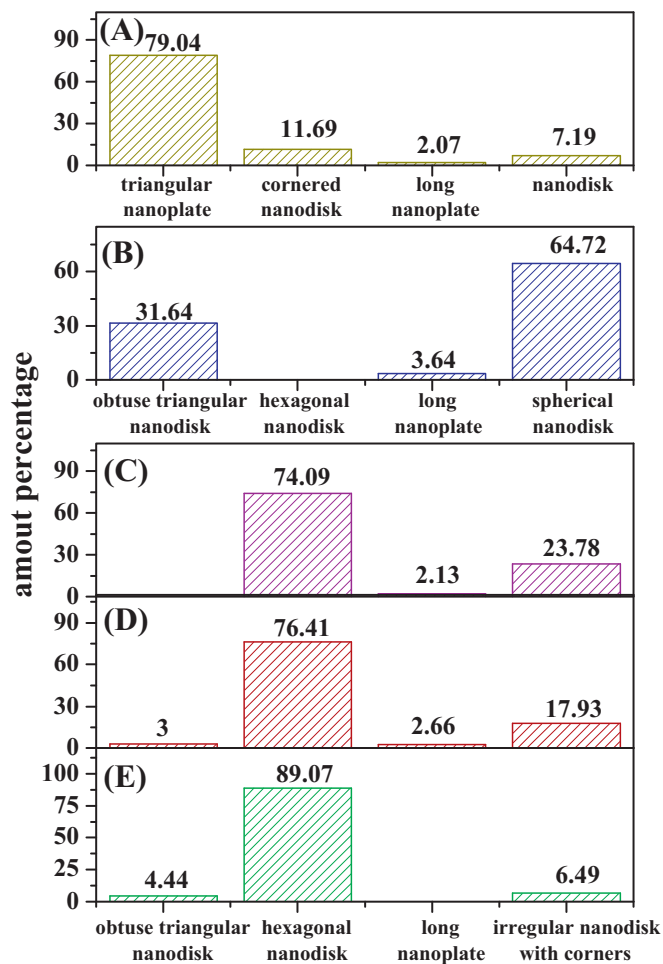 (A)
79.04
11.69
2.07
7.19
90
60
30
0
triangular nanoplate
cornered nanodisk
long nanoplate
nanodisk
(B)
31.64
3.64
64.72
60
30
0
obtuse triangular nanodisk
hexagonal nanodisk
long nanoplate
spherical nanodisk
amout percentage
(C)
74.09
2.13
23.78
90
60
30
0
(D)
3
76.41
2.66
17.93
90
60
30
0
(E)
4.44
89.07
6.49
100
75
50
25
0
obtuse triangular nanodisk
hexagonal nanodisk
long nanoplate
irregular nanodisk with corners